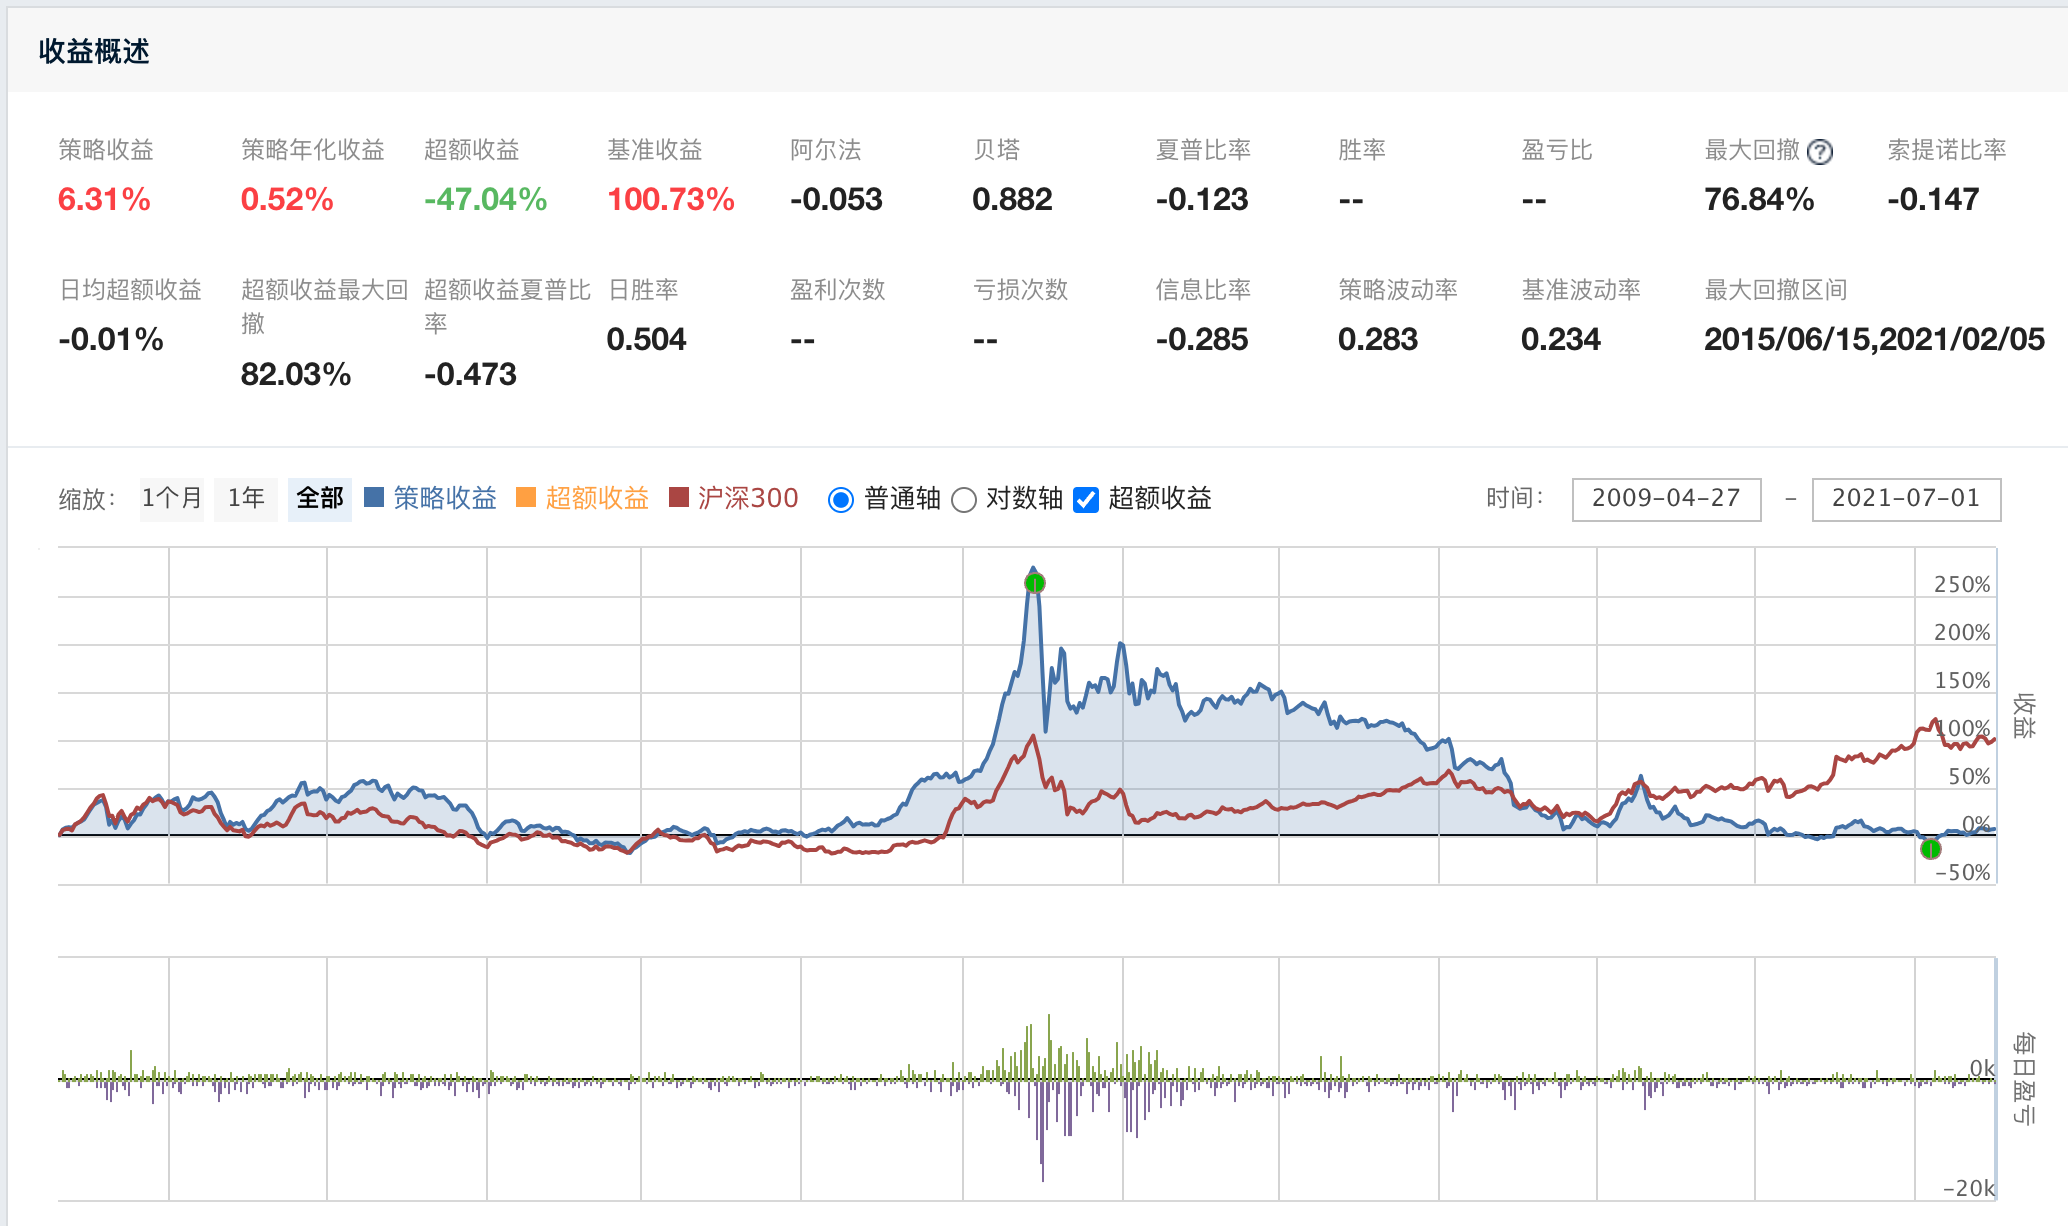 收益概述
策略收益 策略年化收益 超额收益 基准收益 阿尔法 贝塔 夏普比率 胜率 盈亏比 最大回撤 ? 索提诺比率
6.31% 0.52% -47.04% 100.73% -0.053 0.882 -0.123 -- -- 76.84% -0.147
日均超额收益 超额收益最大回 超额收益夏普比 日胜率 盈利次数 亏损次数 信息比率 策略波动率 基准波动率 最大回撤区间
撤 率
-0.01% 0.504 -- -- -0.285 0.283 0.234 2015/06/15,2021/02/05
82.03% -0.473
缩放: 1个月 1年 全部 策略收益 超额收益 沪深300 普通轴 对数轴 超额收益 时间: 2009-04-27 - 2021-07-01
250%
200%
150%
100%
50%
0%
-50%
收益
0k
-20k
每日盈亏